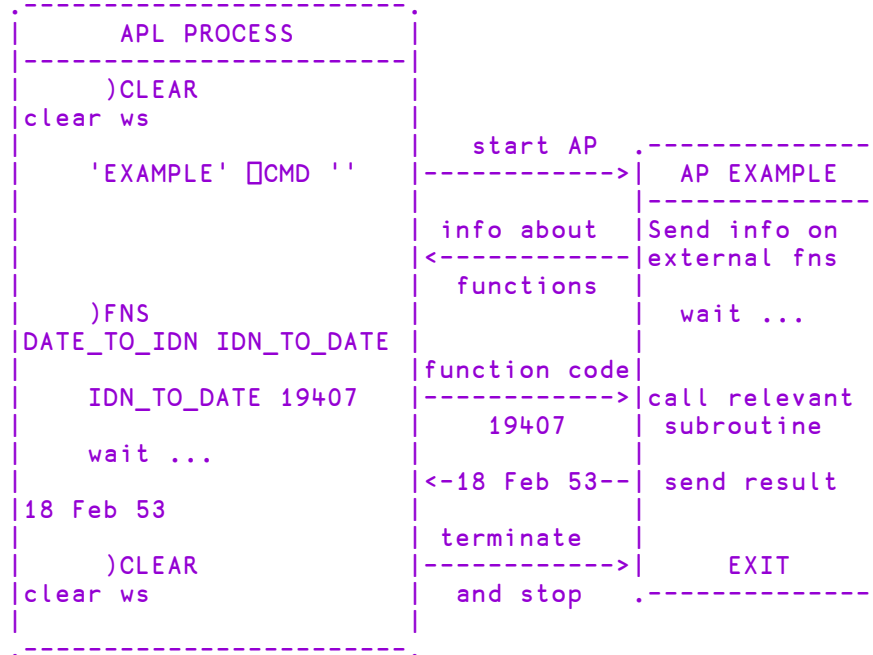 .------------------------.
|      APL PROCESS       |
|------------------------|
|     )CLEAR             |
|clear ws                |
|                        |   start AP  .--------------
|    'EXAMPLE' ⎕CMD ''   |------------>|  AP EXAMPLE
|                        |             |--------------
|                        | info about  |Send info on
|                        |<------------|external fns
|                        |  functions  |
|    )FNS                |             |  wait ...
|DATE_TO_IDN IDN_TO_DATE |             |
|                        |function code|
|    IDN_TO_DATE 19407   |------------>|call relevant
|                        |    19407    | subroutine
|    wait ...            |             |
|                        |<-18 Feb 53--| send result
|18 Feb 53               |             |
|                        | terminate   |
|     )CLEAR             |------------>|     EXIT
|clear ws                |  and stop   .--------------
|                        |
.------------------------.